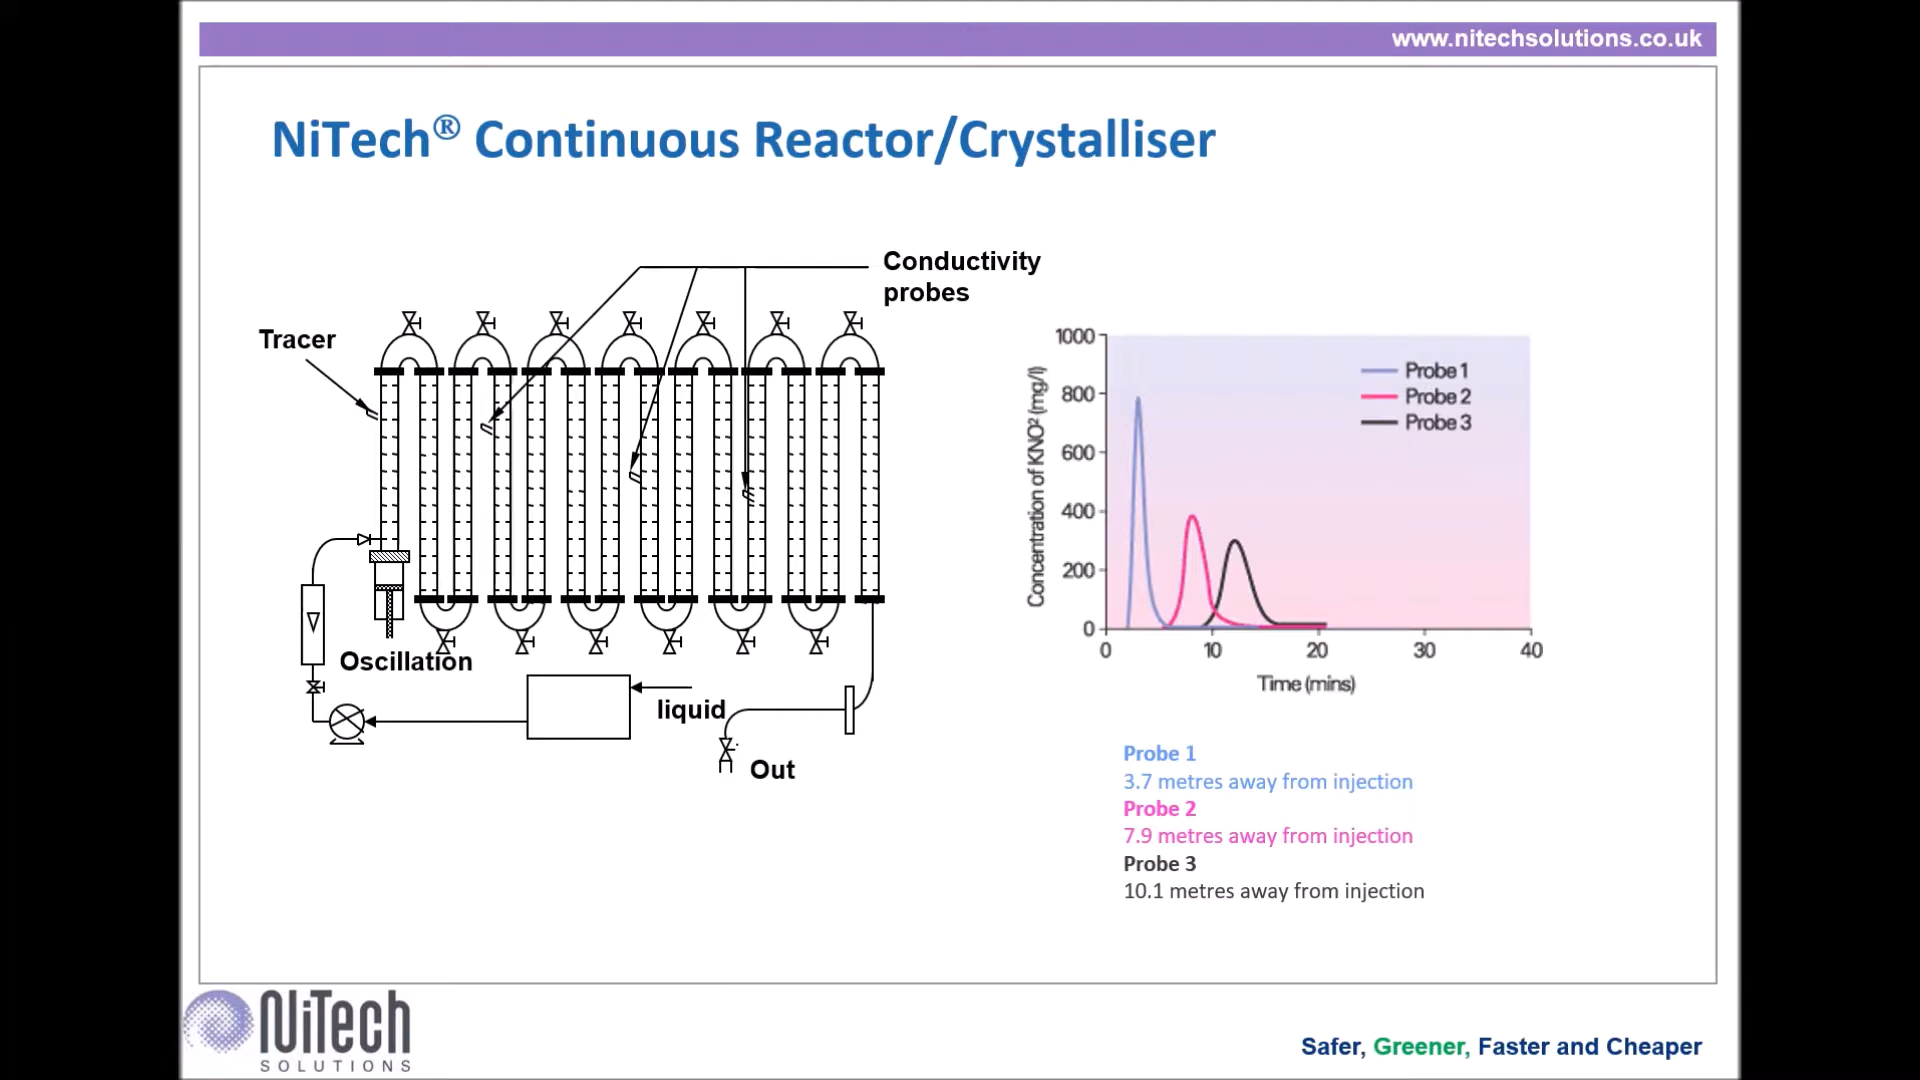 www.nitechsolutions.co.uk
NiTech® Continuous Reactor/Crystalliser
Conductivity
probes
Tracer
Oscillation
liquid
Out
Concentration of KNO² (mg/l)
1000
800
600
400
200
0
Probe 1
Probe 2
Probe 3
0 10 20 30 40
Time (mins)
Probe 1
3.7 metres away from injection
Probe 2
7.9 metres away from injection
Probe 3
10.1 metres away from injection
NiTech
SOLUTIONS
Safer, Greener, Faster and Cheaper